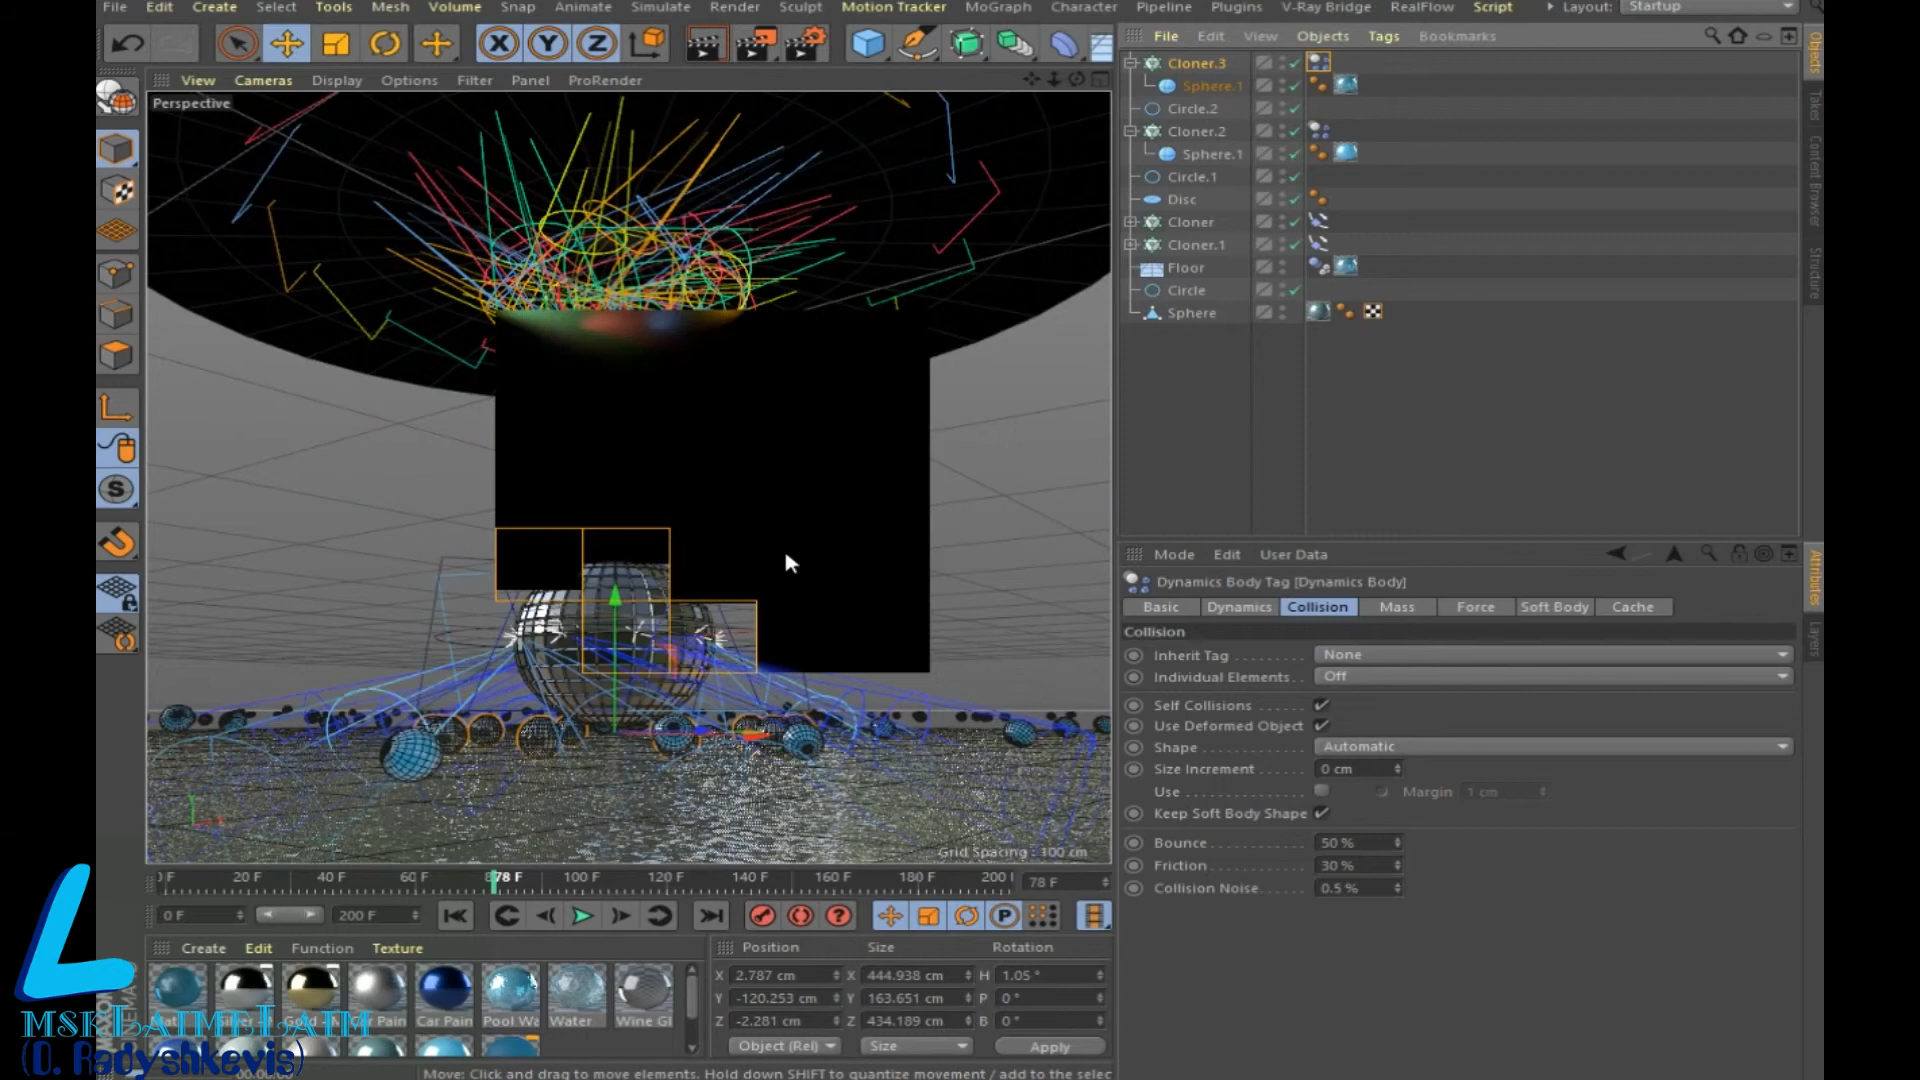 File Edit Create Select Tools Mesh Volume Snap Animate Simulate Render Sculpt Motion Tracker MoGraph Character Pipeline Plugins V-Ray Bridge RealFlow Script Layout: Startup
X Y Z
File Edit View Objects Tags Bookmarks
View Cameras Display Options Filter Panel ProRender
Perspective
Cloner.3
Sphere.1
Circle.2
Cloner.2
Sphere.1
Circle.1
Disc
Cloner
Cloner.1
Floor
Circle
Sphere
Objects
Takes
Content Browser
Structure
Mode Edit User Data
Dynamics Body Tag [Dynamics Body]
Basic Dynamics Collision Mass Force Soft Body Cache
Collision
Inherit Tag None
Individual Elements Off
Self Collisions
Use Deformed Object
Shape Automatic
Size Increment 0 cm
Use Margin 1 cm
Keep Soft Body Shape
Bounce 50 %
Friction 30 %
Collision Noise 0.5 %
Attributes
Layers
Grid Spacing : 100 cm
20 F 40 F 60 F 78 F 100 F 120 F 140 F 160 F 180 F 200 78 F
0 F 200 F
Create Edit Function Texture
Position Size Rotation
X 2.787 cm X 444.938 cm H 1.05 °
Y -120.253 cm Y 163.651 cm P 0 °
Z -2.281 cm Z 434.189 cm B 0 °
Car Pain Pool Wa Water Wine Gl
Object (Rel) Size Apply
Move: Click and drag to move elements. Hold down SHIFT to quantize movement / add to the selec
L
MSKLAIMELAIM
(D. Radyshkevis)